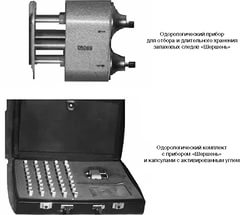 Одорологический прибор
для отбора и длительного хранения
запаховых следов «Шершень»
Одорологический комплект
с прибором «Шершень»
и капсулами с активированным углем